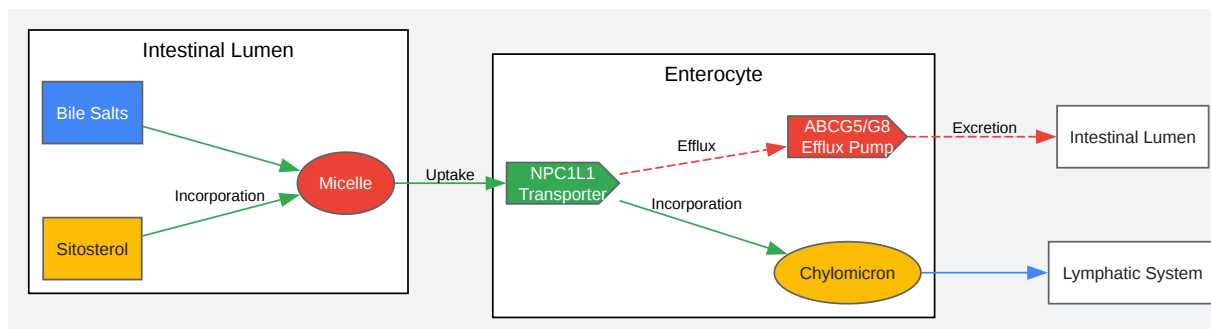 Intestinal Lumen
Bile Salts
Sitosterol
Incorporation
Micelle
Uptake
Enterocyte
NPC1L1
Transporter
Efflux
Incorporation
ABCG5/G8
Efflux Pump
Chylomicron
Excretion
Intestinal Lumen
Lymphatic System